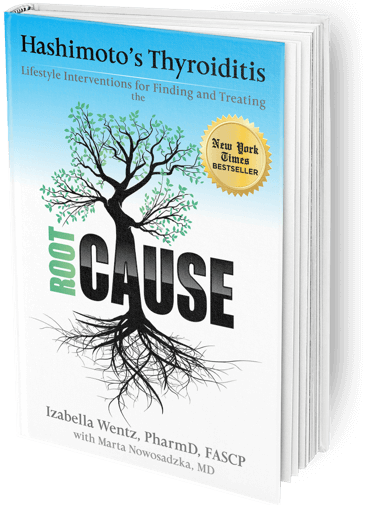 Hashimoto's Thyroiditis
Lifestyle Interventions for Finding and Treating
the
New York
Times
BESTSELLER
ROOT
CAUSE
Izabella Wentz, PharmD, FASCP
with Marta Nowosadzka, MD